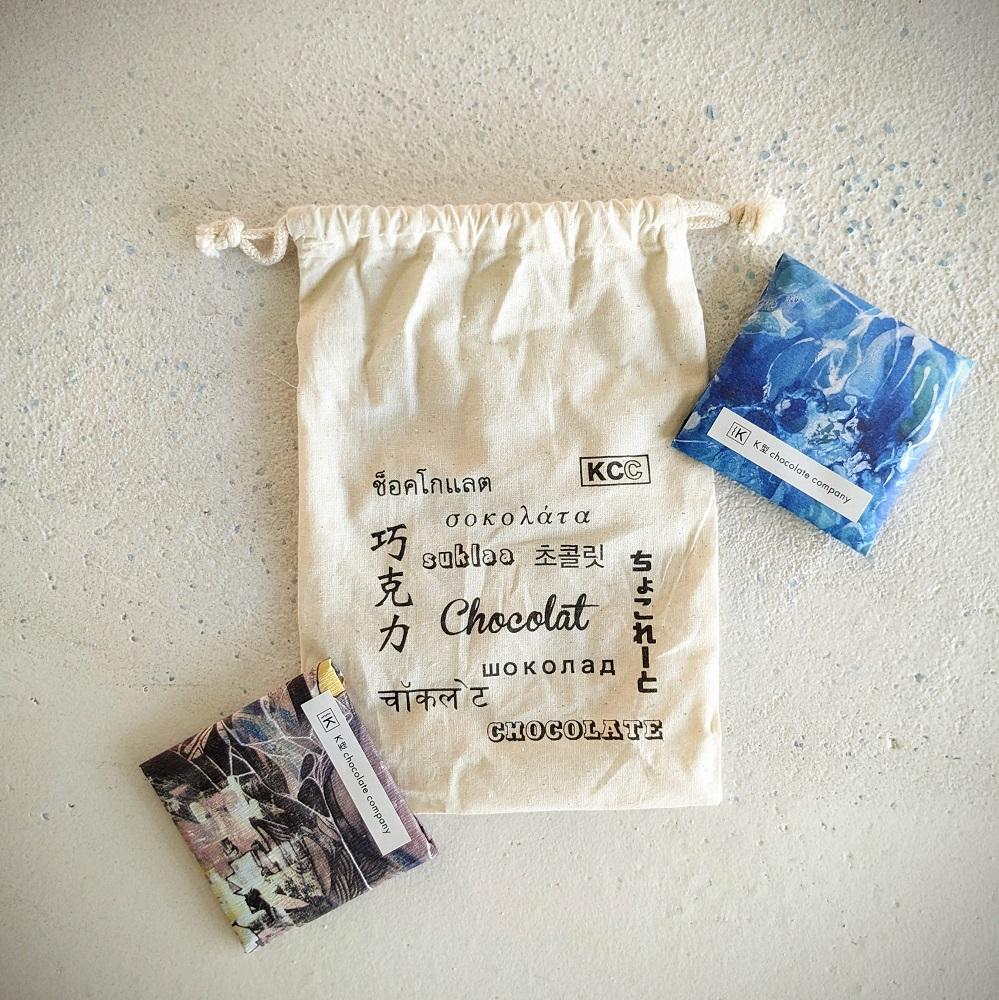 KCC
ช็อคโกแลต
σοκολάτα
巧克力
suklaa 초콜릿
ちょこれーと
Chocolat
шоколад
चॉकल ेट
CHOCOLATE
K K型 chocolate company
K K型 chocolate company